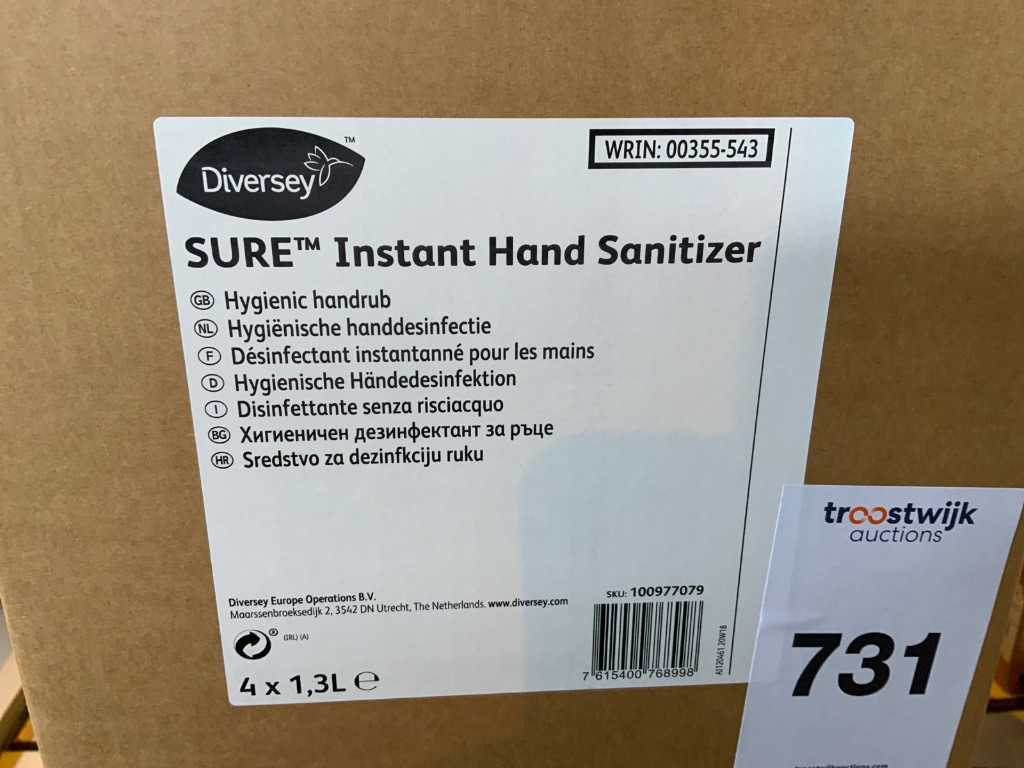 Diversey™
WRIN: 00355-543
SURE™ Instant Hand Sanitizer
GB Hygienic handrub
NL Hygiënische handdesinfectie
F Désinfectant instantanné pour les mains
D Hygienische Händedesinfektion
I Disinfettante senza risciacquo
BG Хигиеничен дезинфектант за ръце
HR Sredstvo za dezinfkciju ruku
Diversey Europe Operations B.V.
Maarssenbroeksedijk 2, 3542 DN Utrecht, The Netherlands. www.diversey.com
® (GRL) (A)
4 x 1,3L ℮
SKU: 100977079
7 615400 768998
A1120461 20W18
troostwijk
auctions
731